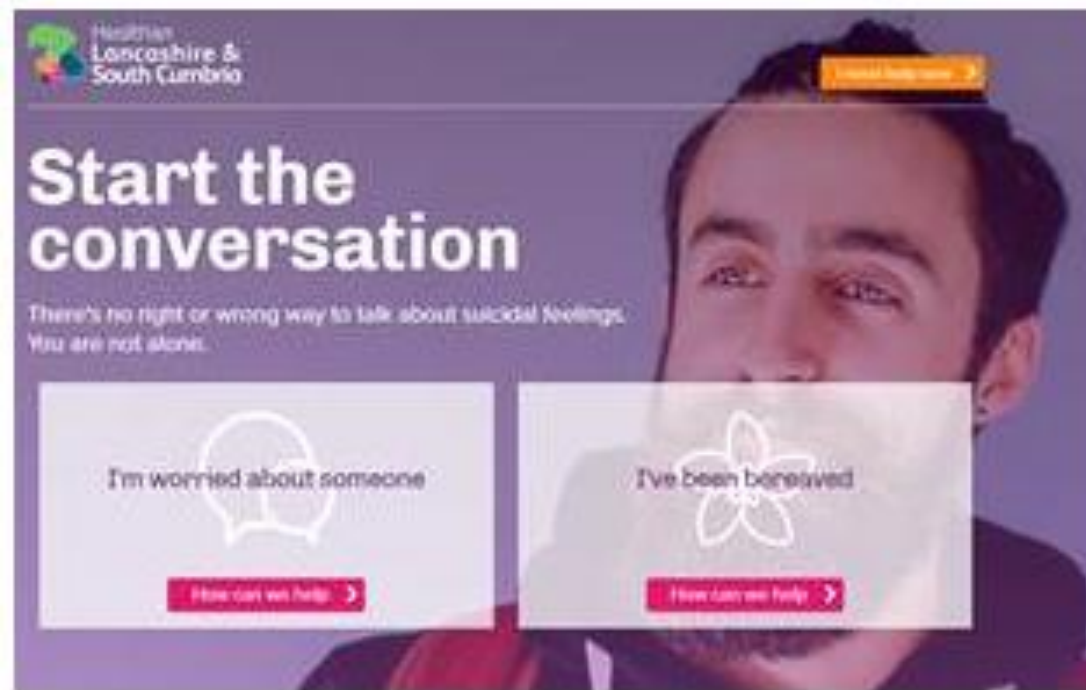 Healthier
Lancashire &
South Cumbria
I need help now
Start the
conversation
There's no right or wrong way to talk about suicidal feelings.
You are not alone.
I'm worried about someone
I've been bereaved
How can we help
How can we help